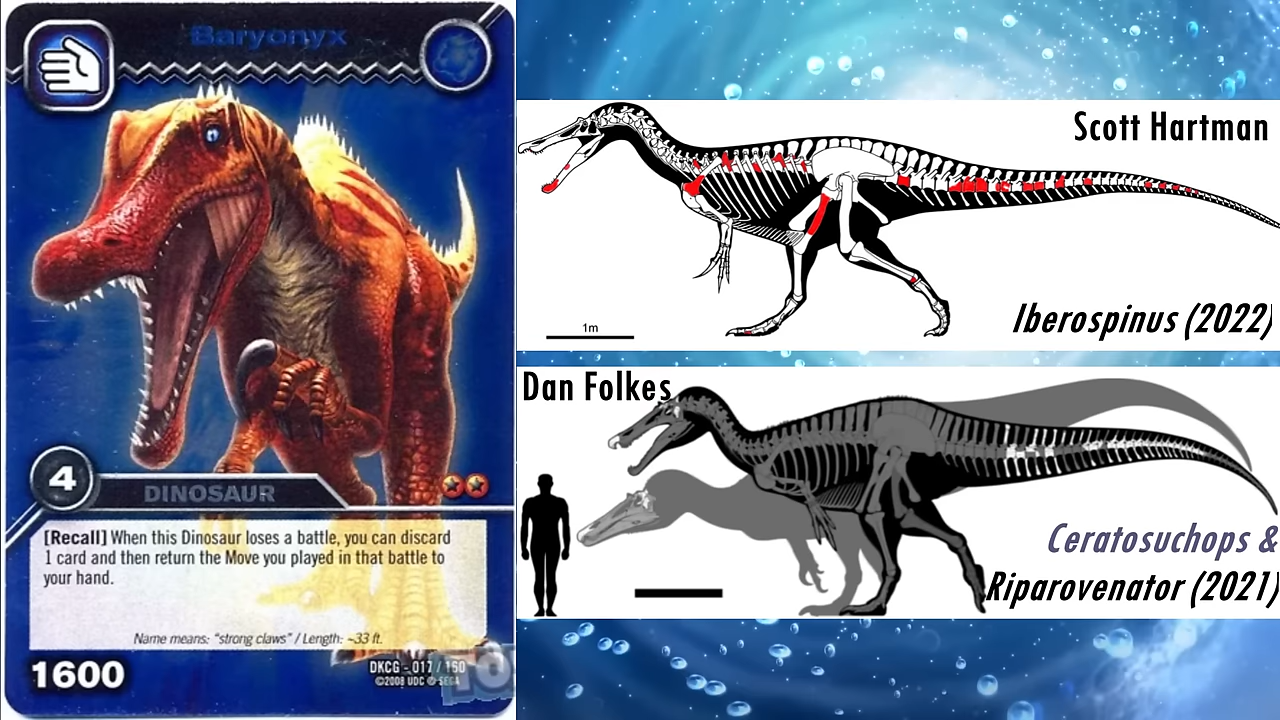 Baryonyx
4
DINOSAUR
[Recall] When this Dinosaur loses a battle, you can discard
1 card and then return the Move you played in that battle to
your hand.
Name means: "strong claws" / Length: ~33 ft.
1600
DKCG - 017 / 160
©2008 UDC © SEGA
Scott Hartman
1m
Iberospinus (2022)
Dan Folkes
Ceratosuchops &
Riparovenator (2021)